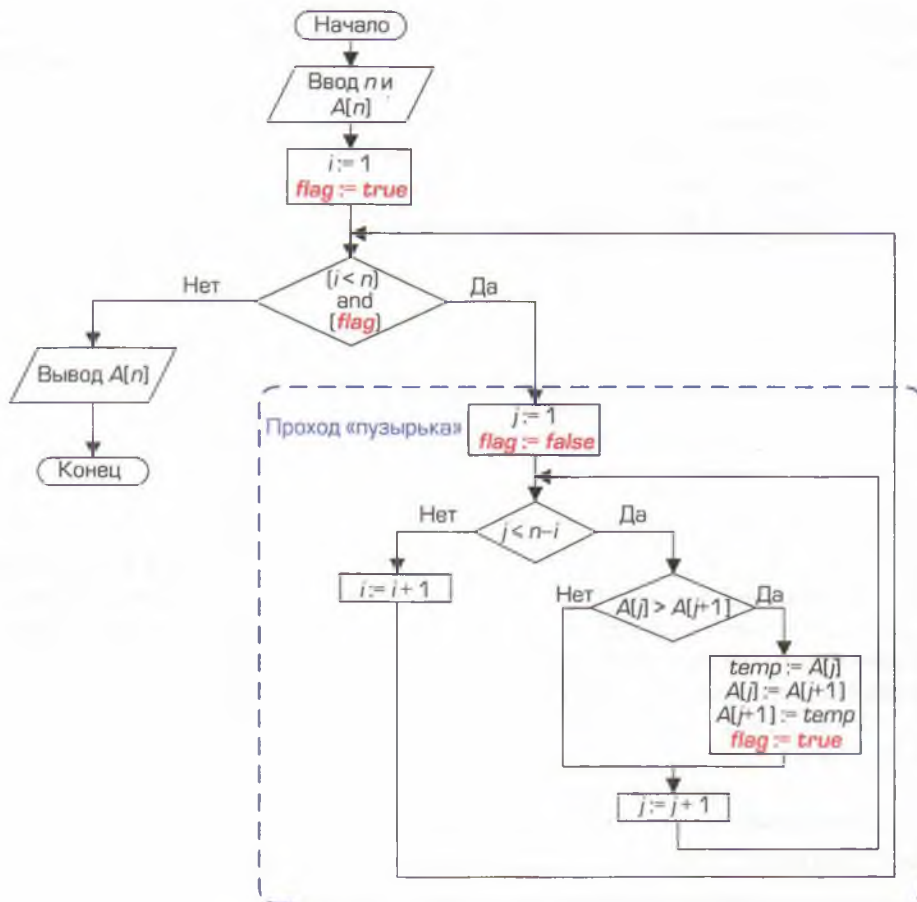 Начало
Ввод n и
A[n]
i := 1
flag := true
(i < n)
and
(flag)
Нет
Да
Вывод A[n]
Конец
Проход «пузырька»
j := 1
flag := false
j < n–i
Нет
Да
i := i + 1
A[j] > A[j+1]
Нет
Да
temp := A[j]
A[j] := A[j+1]
A[j+1] := temp
flag := true
j := j + 1